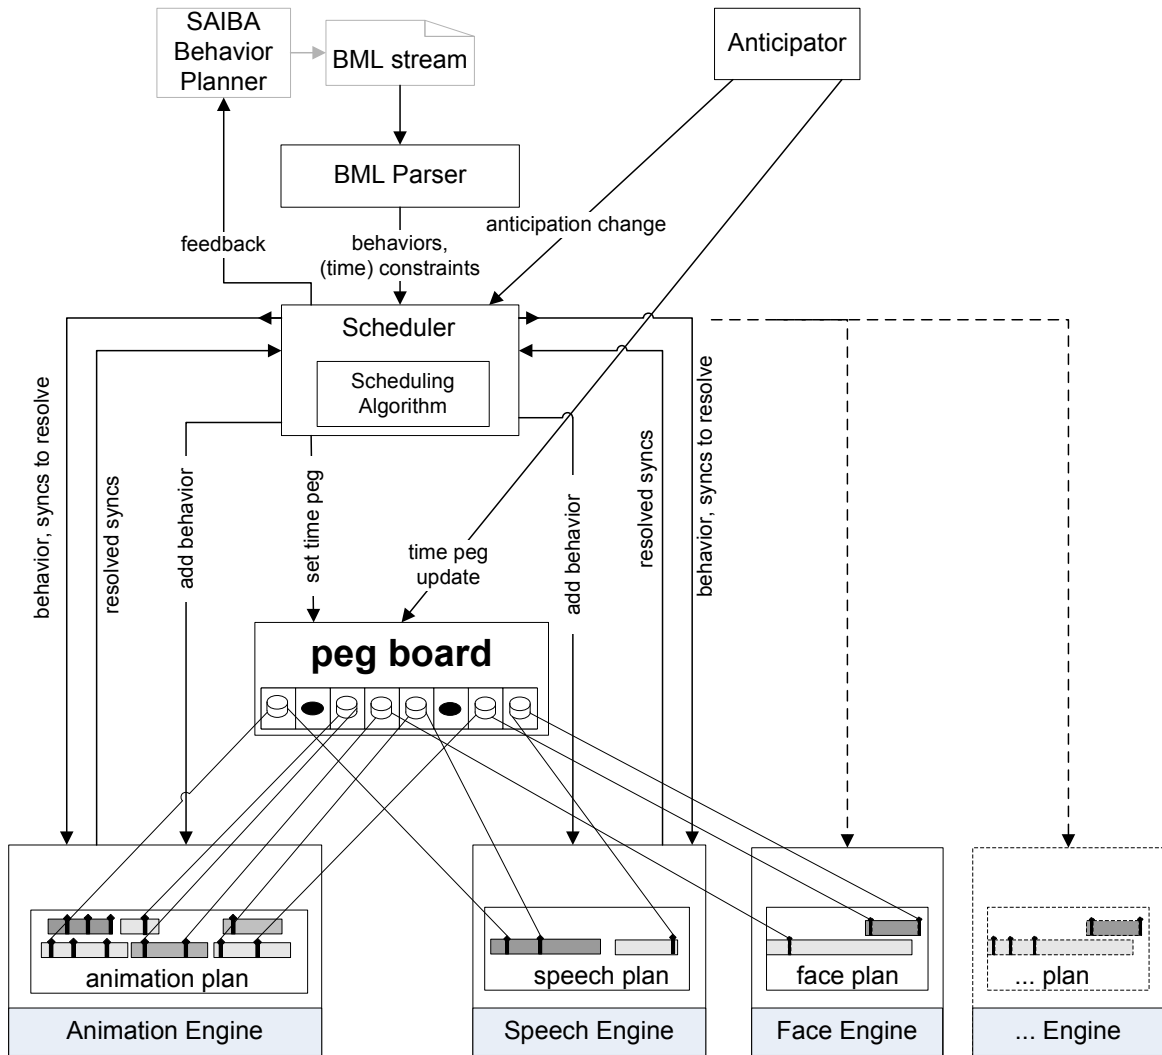 SAIBA
Behavior
Planner
BML stream
Anticipator
BML Parser
anticipation change
feedback
behaviors,
(time) constraints
Scheduler
Scheduling
Algorithm
behavior, syncs to resolve
resolved syncs
add behavior
set time peg
time peg
update
add behavior
resolved syncs
behavior, syncs to resolve
peg board
animation plan
speech plan
face plan
... plan
Animation Engine
Speech Engine
Face Engine
... Engine